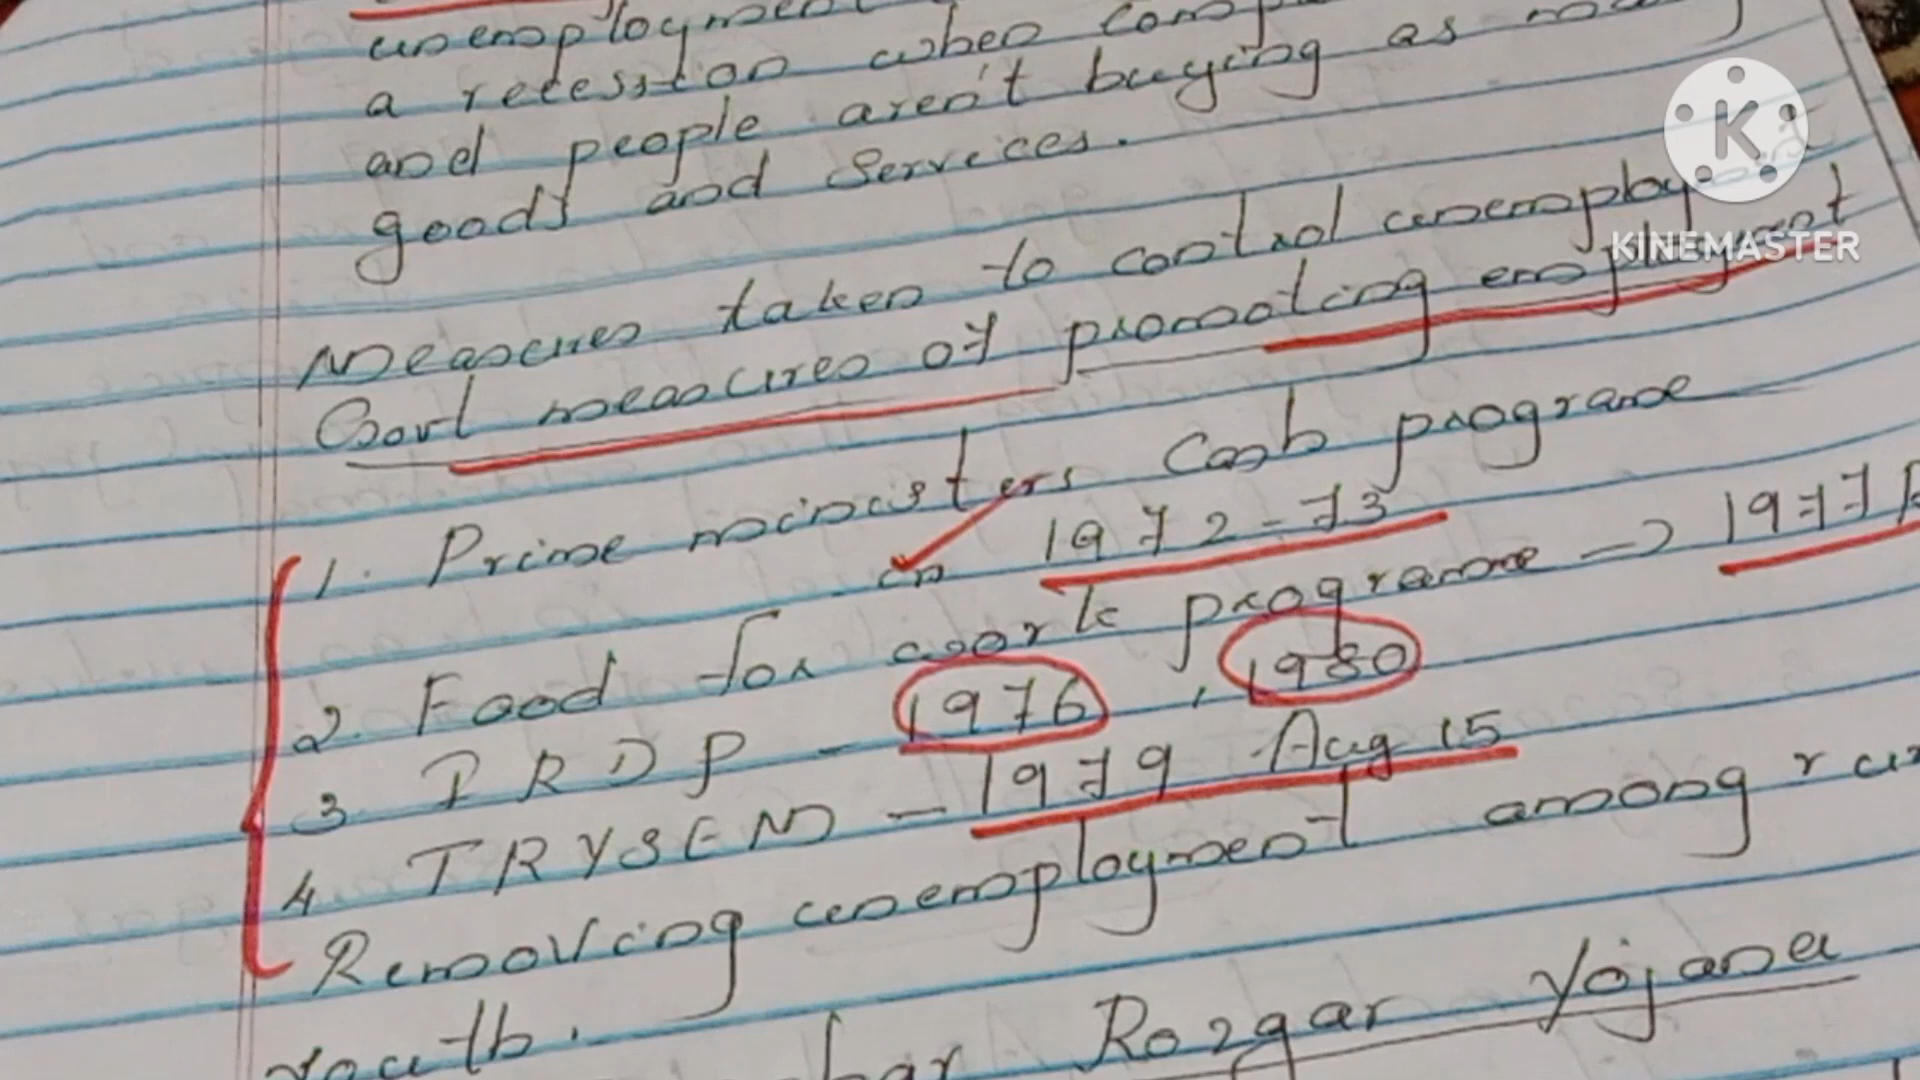 unemployment
a recession when
and people aren't buying as
goods and services.
Measures taken to control
Govt measures of promoting employment
1. Prime ministers Cash programe
in 1972-73
2. Food for work programme → 1977
3 IRDP - 1976, 1980
4. TRYSEM - 1979 Aug 15
Removing unemployment among
youth.
Rozgar Yojana
K
KINEMASTER